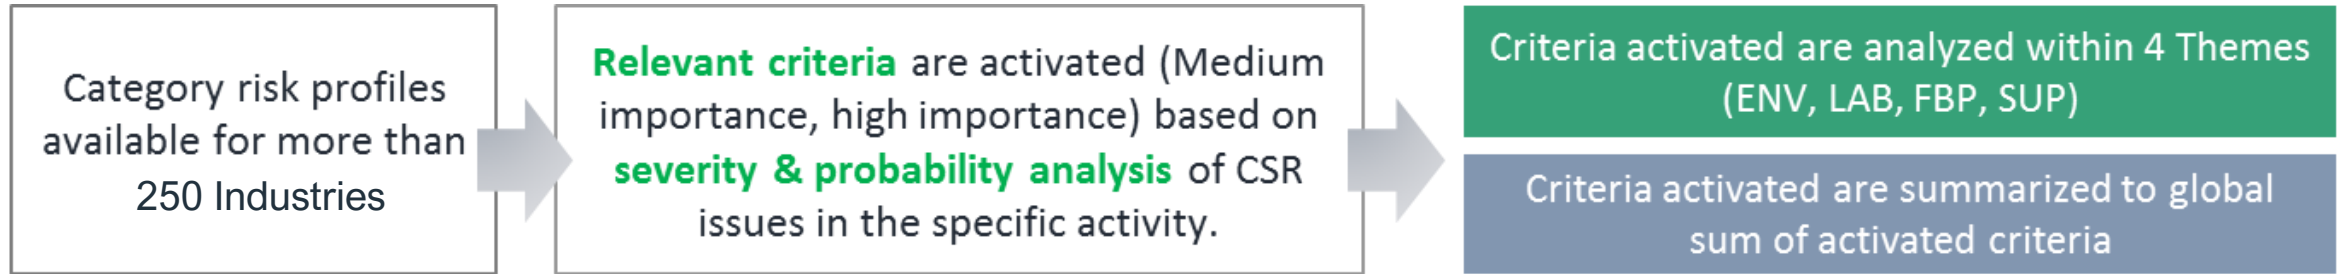 Category risk profiles
available for more than
250 Industries
Relevant criteria are activated (Medium
importance, high importance) based on
severity & probability analysis of CSR
issues in the specific activity.
Criteria activated are analyzed within 4 Themes
(ENV, LAB, FBP, SUP)
Criteria activated are summarized to global
sum of activated criteria